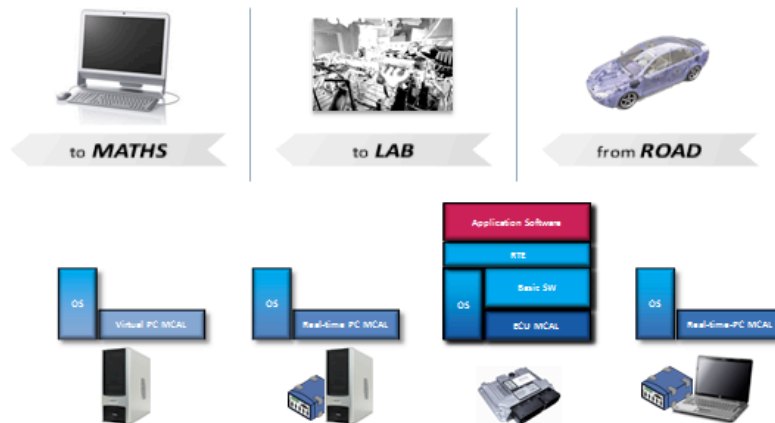 to MATHS
to LAB
from ROAD
Application Software
RTE
OS
Basic SW
ECU MCAL
OS
Virtual PC MCAL
OS
Real-time PC MCAL
OS
Real-time-PC MCAL